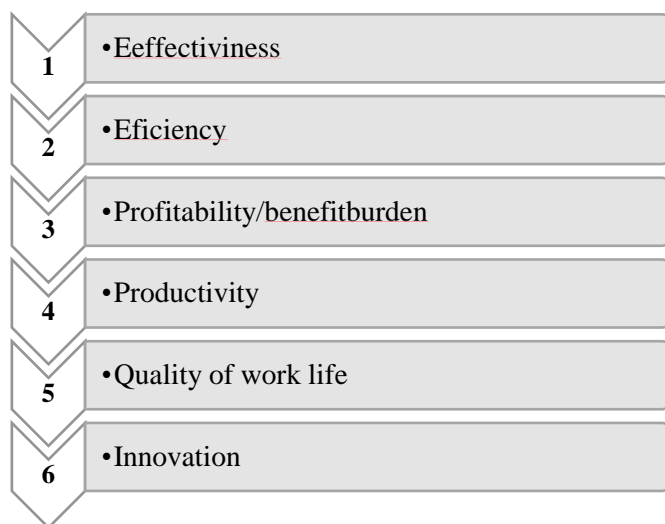 1
•Eeffectiviness
2
•Eficiency
3
•Profitability/benefitburden
4
•Productivity
5
•Quality of work life
6
•Innovation